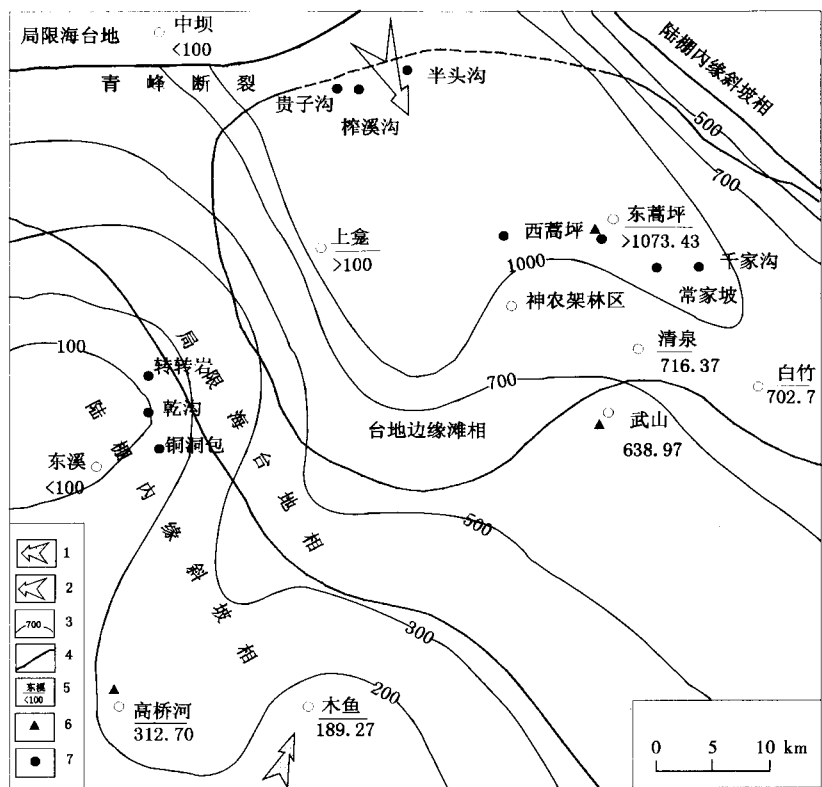 局限海台地
中坝
<100
青峰断裂
贵子沟
榨溪沟
半头沟
陆棚内缘斜坡相
500
700
上龛
>100
西蒿坪
东蒿坪
>1073.43
千家沟
常家坡
1000
神农架林区
清泉
716.37
白竹
702.7
700
武山
638.97
台地边缘滩相
100
转转岩
乾沟
铜洞包
东溪
<100
局限海台地相
陆棚内缘斜坡相
500
300
200
高桥河
312.70
木鱼
189.27
1
2
700 3
4
东溪
<100 5
6
7
0 5 10 km